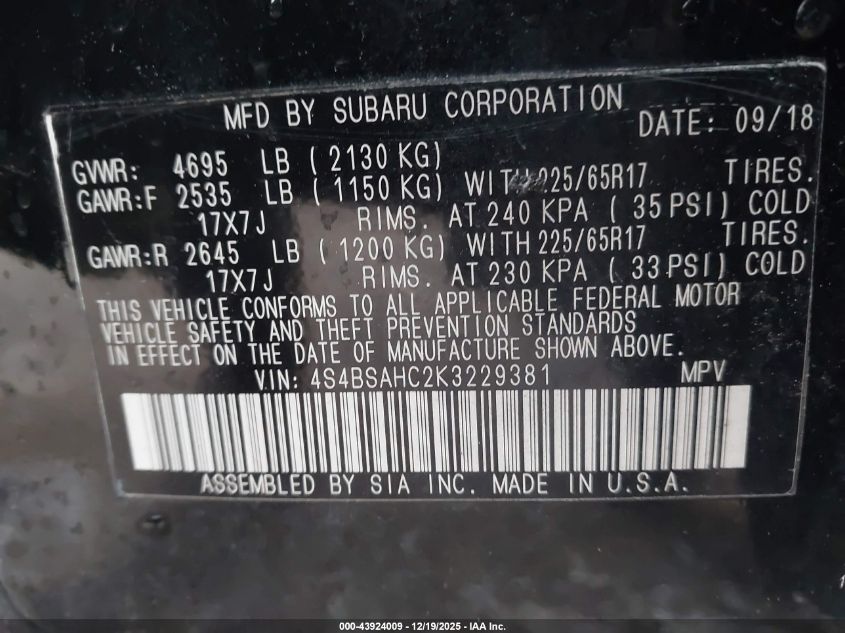 MFD BY SUBARU CORPORATION DATE: 09/18
GVWR: 4695 LB (2130 KG)
GAWR:F 2535 LB (1150 KG) WITH 225/65R17 TIRES.
17X7J RIMS. AT 240 KPA (35 PSI) COLD
GAWR:R 2645 LB (1200 KG) WITH 225/65R17 TIRES.
17X7J RIMS. AT 230 KPA (33 PSI) COLD
THIS VEHICLE CONFORMS TO ALL APPLICABLE FEDERAL MOTOR
VEHICLE SAFETY AND THEFT PREVENTION STANDARDS
IN EFFECT ON THE DATE OF MANUFACTURE SHOWN ABOVE.
VIN: 4S4BSAHC2K3229381 MPV
ASSEMBLED BY SIA INC. MADE IN U.S.A.
000-43924009 - 12/19/2025 - IAA Inc.